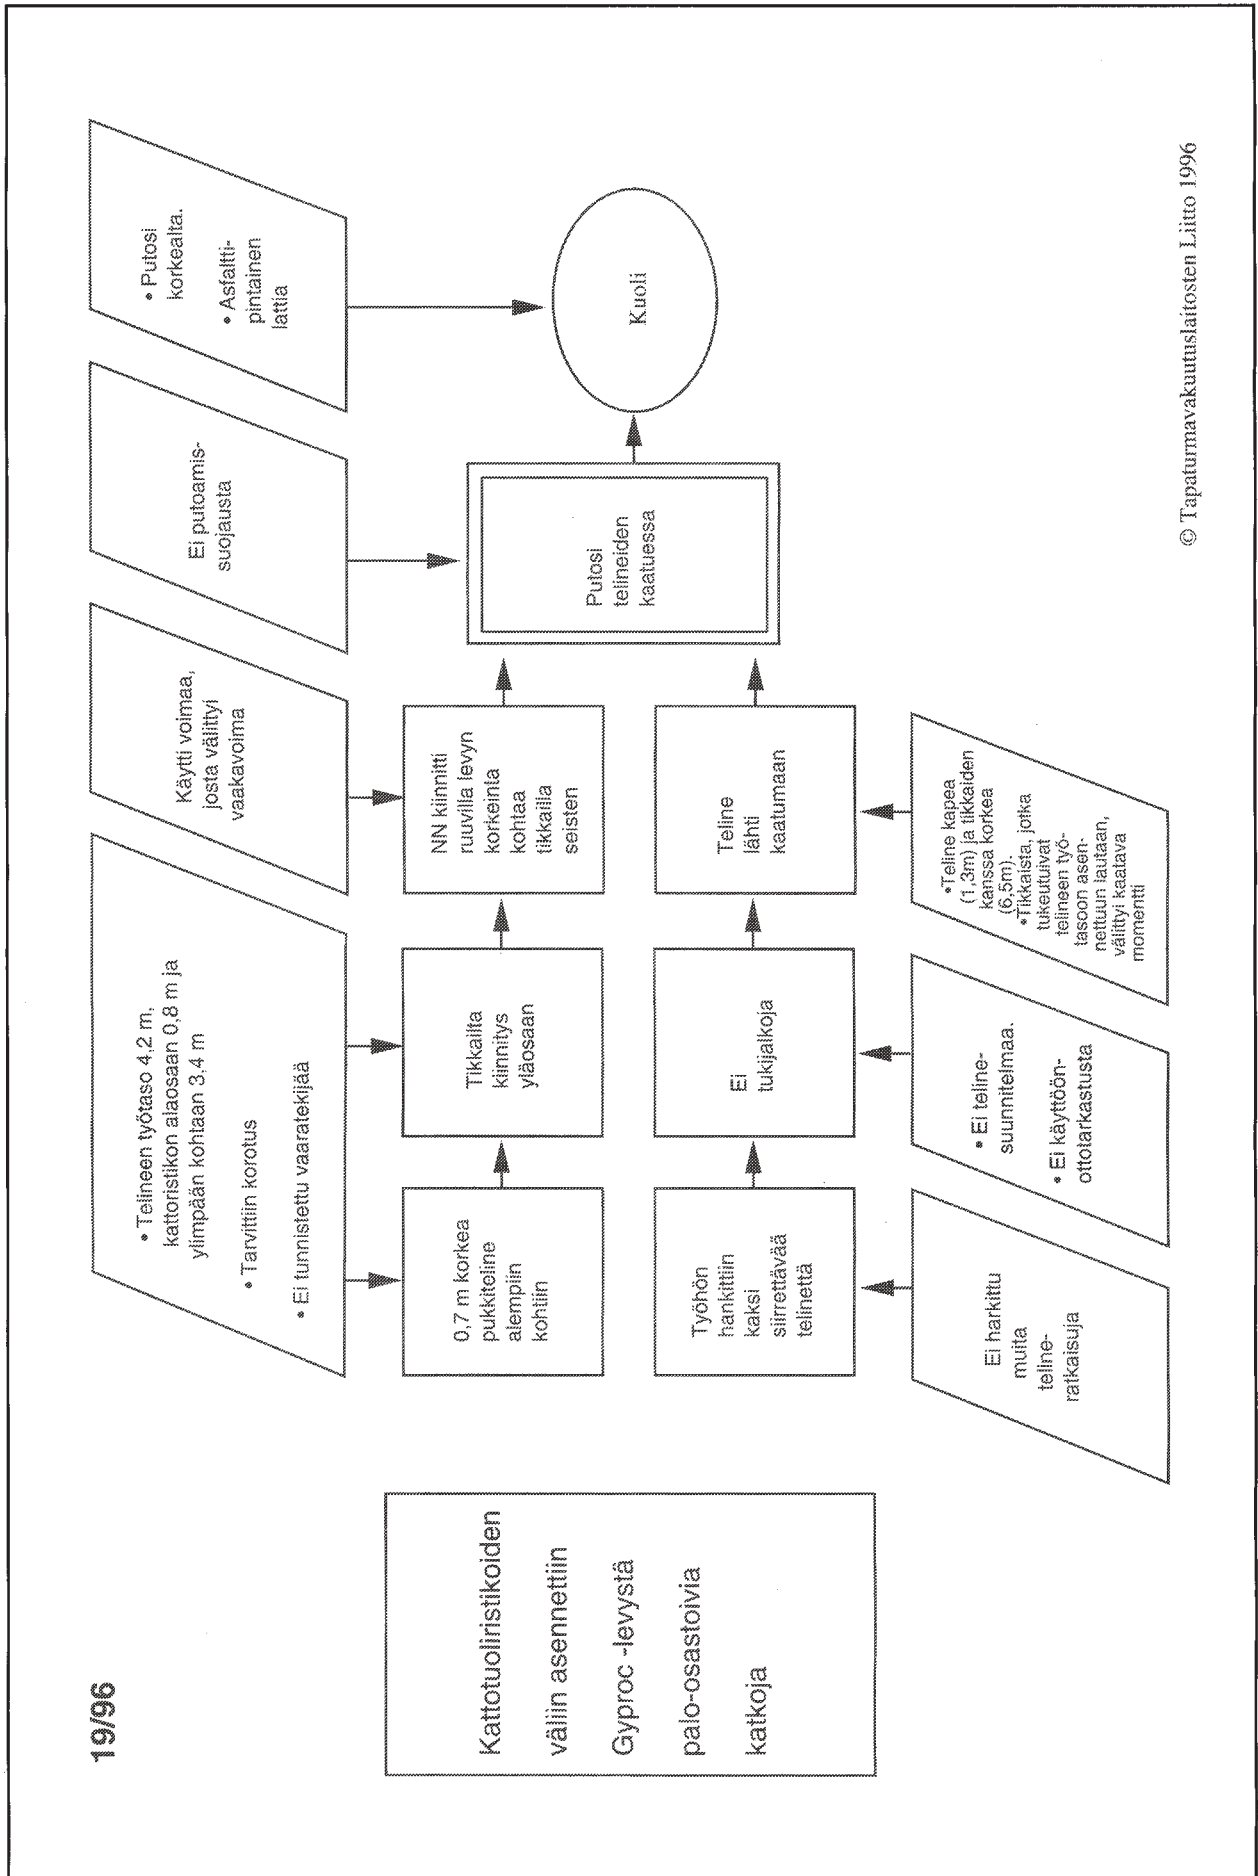 19/96
Kattotuoliristikoiden
väliin asennettiin
Gyproc -levystä
palo-osastoivia
katkoja
• Telineen työtaso 4,2 m,
kattoristikon alaosaan 0,8 m ja
ylimpään kohtaan 3,4 m
• Tarvittiin korotus
• Ei tunnistettu vaaratekijää
Käytti voimaa,
josta välittyi
vaakavoima
Ei putoamis-
suojausta
• Putosi
korkealta.
• Asfaltti-
pintainen
lattia
0,7 m korkea
pukkiteline
alempiin
kohtiin
Tikkailta
kiinnitys
yläosaan
NN kiinnitti
ruuvilla levyn
korkeinta
kohtaa
tikkailla
seisten
Putosi
telineiden
kaatuessa
Kuoli
Työhön
hankittiin
kaksi
siirrettävää
telinettä
Ei
tukijalkoja
Teline
lähti
kaatumaan
Ei harkittu
muita
teline-
ratkaisuja
• Ei teline-
suunnitelmaa.
• Ei käyttöön-
ottotarkastusta
•Teline kapea
(1,3m) ja tikkaiden
kanssa korkea
(6,5m).
•Tikkaista, jotka
tukeutuivat
telineen työ-
tasoon asen-
nettuun lautaan,
välittyi kaatava
momentti
© Tapaturmavakuutuslaitosten Liitto 1996